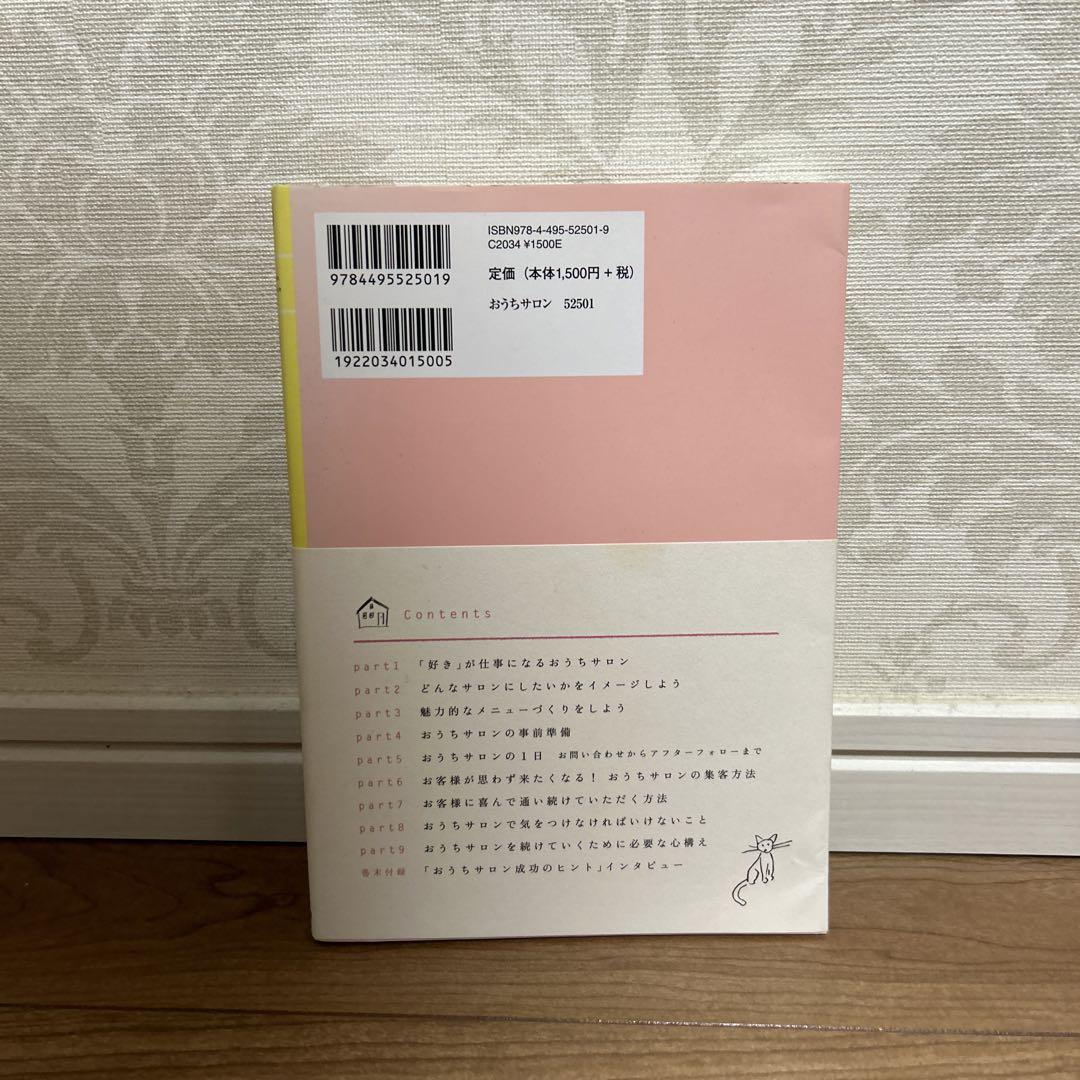 ISBN978-4-495-52501-9
C2034 ¥1500E
9784495525019
定価（本体1,500円＋税）
おうちサロン 52501
1922034015005
Contents
part1 「好き」が仕事になるおうちサロン
part2 どんなサロンにしたいかをイメージしよう
part3 魅力的なメニューづくりをしよう
part4 おうちサロンの事前準備
part5 おうちサロンの1日 お問い合わせからアフターフォローまで
part6 お客様が思わず来たくなる！ おうちサロンの集客方法
part7 お客様に喜んで通い続けていただく方法
part8 おうちサロンで気をつけなければいけないこと
part9 おうちサロンを続けていくために必要な心構え
巻末付録 「おうちサロン成功のヒント」インタビュー